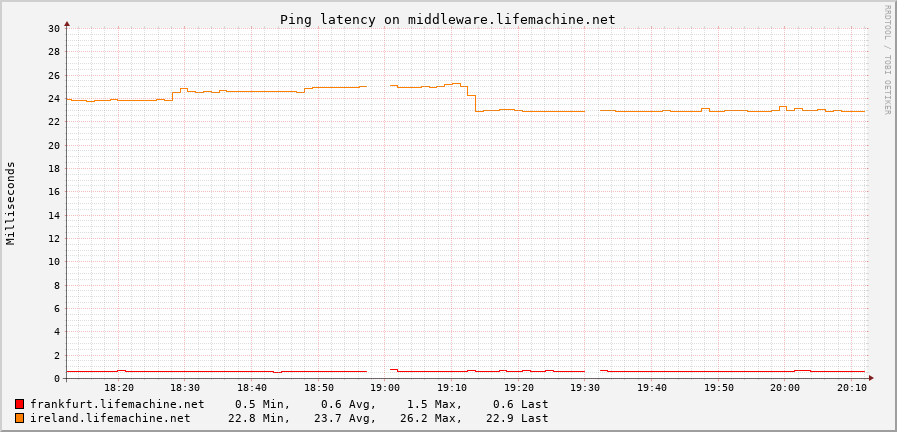 Ping latency on middleware.lifemachine.net
RRDTOOL / TOBI OETIKER
Milliseconds
30
28
26
24
22
20
18
16
14
12
10
8
6
4
2
0
18:20 18:30 18:40 18:50 19:00 19:10 19:20 19:30 19:40 19:50 20:00 20:10
frankfurt.lifemachine.net 0.5 Min, 0.6 Avg, 1.5 Max, 0.6 Last
ireland.lifemachine.net 22.8 Min, 23.7 Avg, 26.2 Max, 22.9 Last